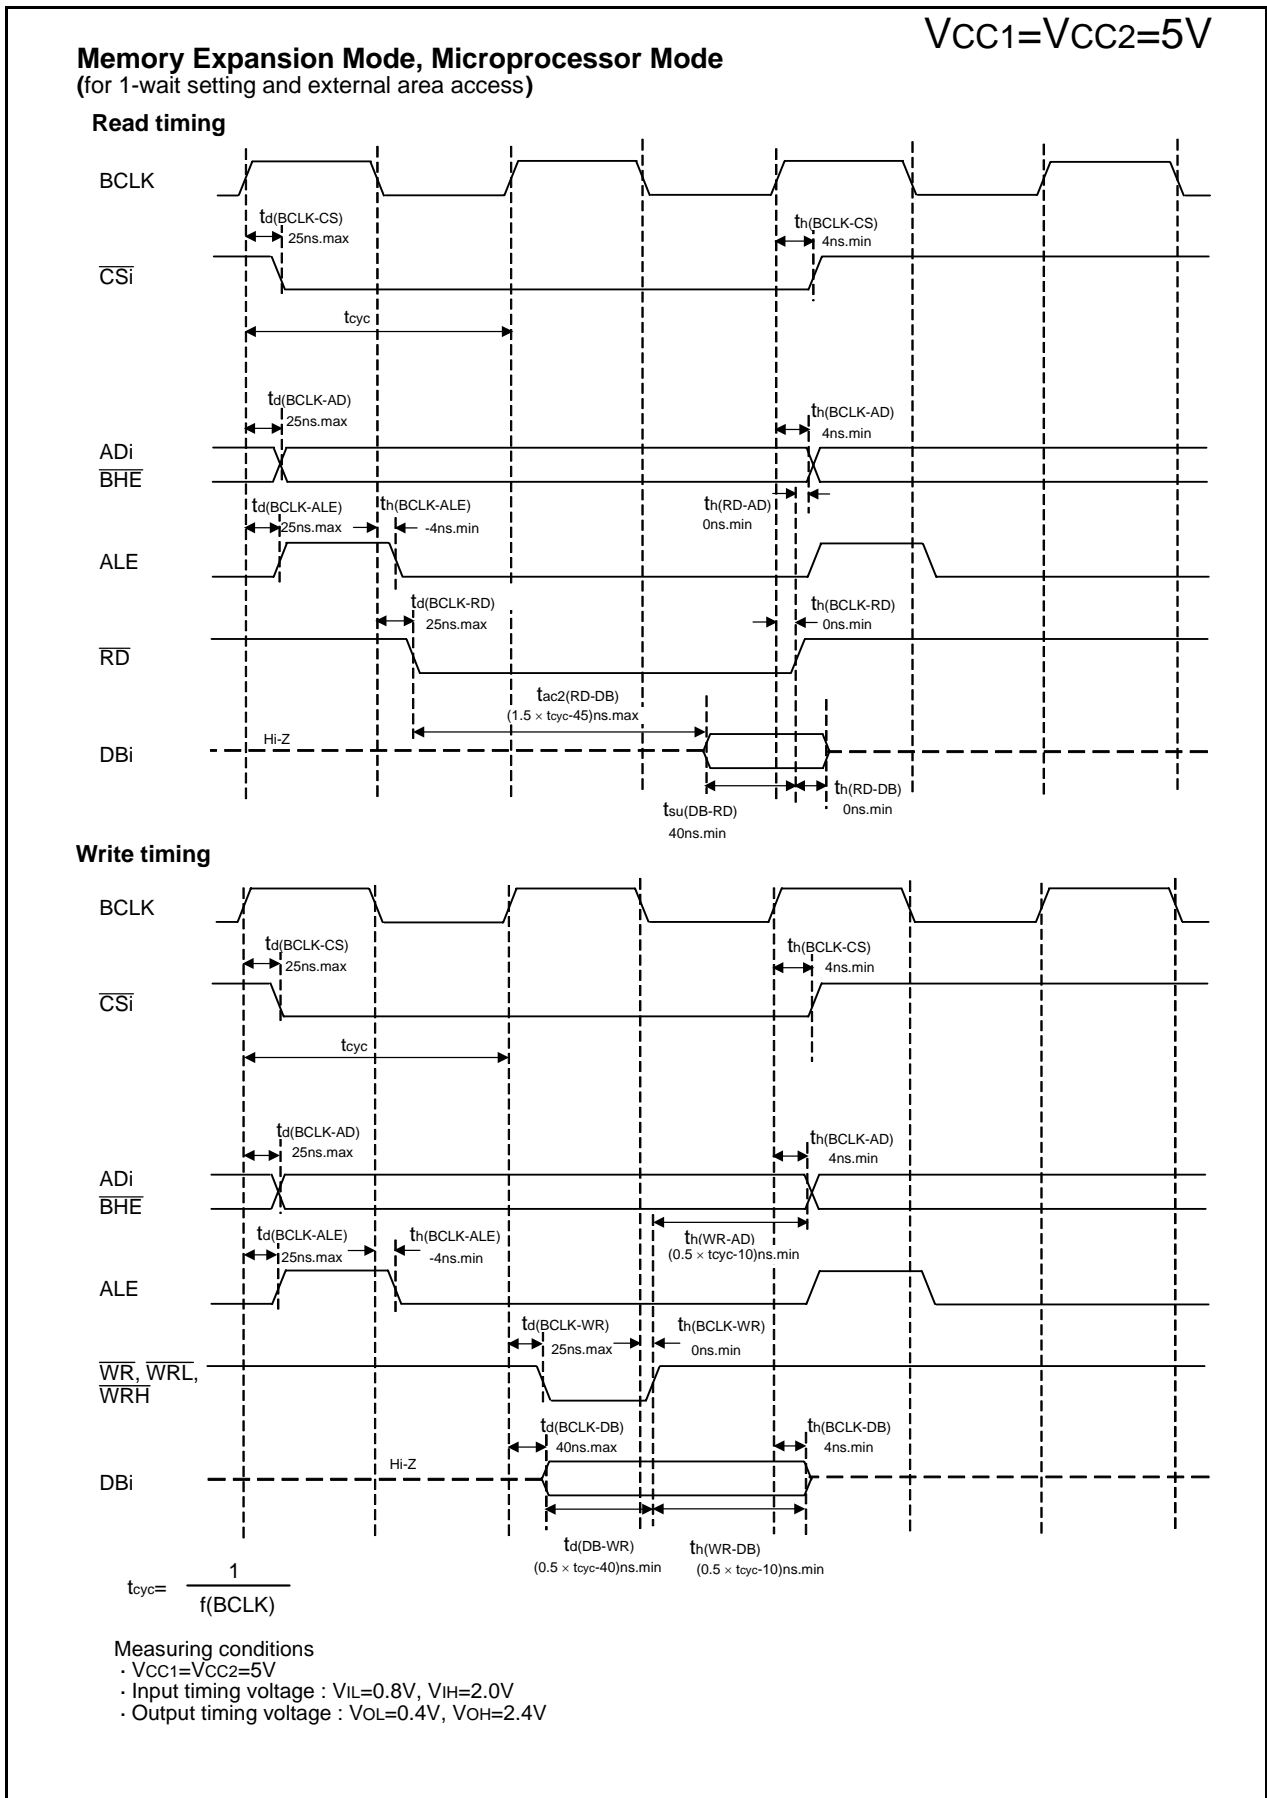 VCC1=VCC2=5V
Memory Expansion Mode, Microprocessor Mode
(for 1-wait setting and external area access)
Read timing
BCLK
td(BCLK-CS)
25ns.max
th(BCLK-CS)
4ns.min
CSi
tcyc
td(BCLK-AD)
25ns.max
th(BCLK-AD)
4ns.min
ADi
BHE
td(BCLK-ALE)
25ns.max
th(BCLK-ALE)
-4ns.min
th(RD-AD)
0ns.min
ALE
td(BCLK-RD)
25ns.max
th(BCLK-RD)
0ns.min
RD
tac2(RD-DB)
(1.5 × tcyc-45)ns.max
Hi-Z
DBi
tsu(DB-RD)
40ns.min
th(RD-DB)
0ns.min
Write timing
BCLK
td(BCLK-CS)
25ns.max
th(BCLK-CS)
4ns.min
CSi
tcyc
td(BCLK-AD)
25ns.max
th(BCLK-AD)
4ns.min
ADi
BHE
td(BCLK-ALE)
25ns.max
th(BCLK-ALE)
-4ns.min
th(WR-AD)
(0.5 × tcyc-10)ns.min
ALE
td(BCLK-WR)
25ns.max
th(BCLK-WR)
0ns.min
WR, WRL,
WRH
td(BCLK-DB)
40ns.max
th(BCLK-DB)
4ns.min
Hi-Z
DBi
td(DB-WR)
(0.5 × tcyc-40)ns.min
th(WR-DB)
(0.5 × tcyc-10)ns.min
tcyc= 1
f(BCLK)
Measuring conditions
· VCC1=VCC2=5V
· Input timing voltage : VIL=0.8V, VIH=2.0V
· Output timing voltage : VOL=0.4V, VOH=2.4V